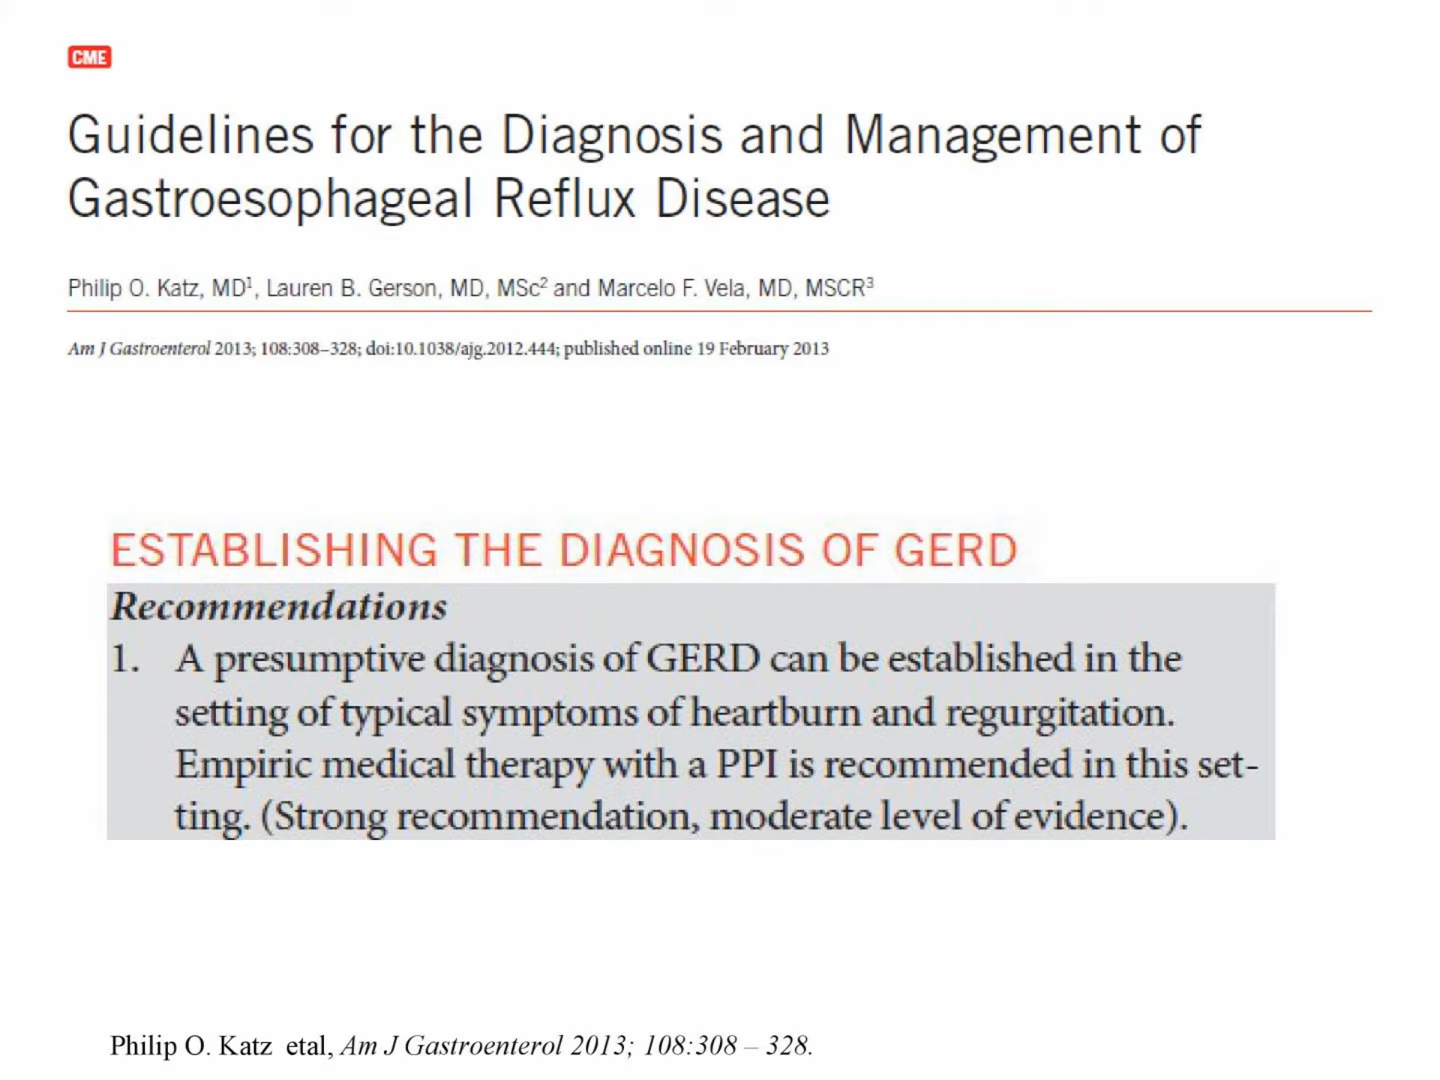 CME
Guidelines for the Diagnosis and Management of
Gastroesophageal Reflux Disease
Philip O. Katz, MD¹, Lauren B. Gerson, MD, MSc² and Marcelo F. Vela, MD, MSCR³
Am J Gastroenterol 2013; 108:308–328; doi:10.1038/ajg.2012.444; published online 19 February 2013
ESTABLISHING THE DIAGNOSIS OF GERD
Recommendations
1. A presumptive diagnosis of GERD can be established in the
setting of typical symptoms of heartburn and regurgitation.
Empiric medical therapy with a PPI is recommended in this set-
ting. (Strong recommendation, moderate level of evidence).
Philip O. Katz etal, Am J Gastroenterol 2013; 108:308 – 328.